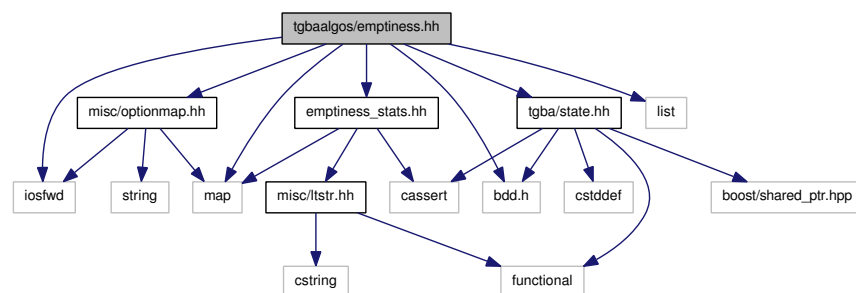 tgbaalgos/emptiness.hh
misc/optionmap.hh
emptiness_stats.hh
tgba/state.hh
list
iosfwd
string
map
misc/ltstr.hh
cassert
bdd.h
cstddef
boost/shared_ptr.hpp
cstring
functional